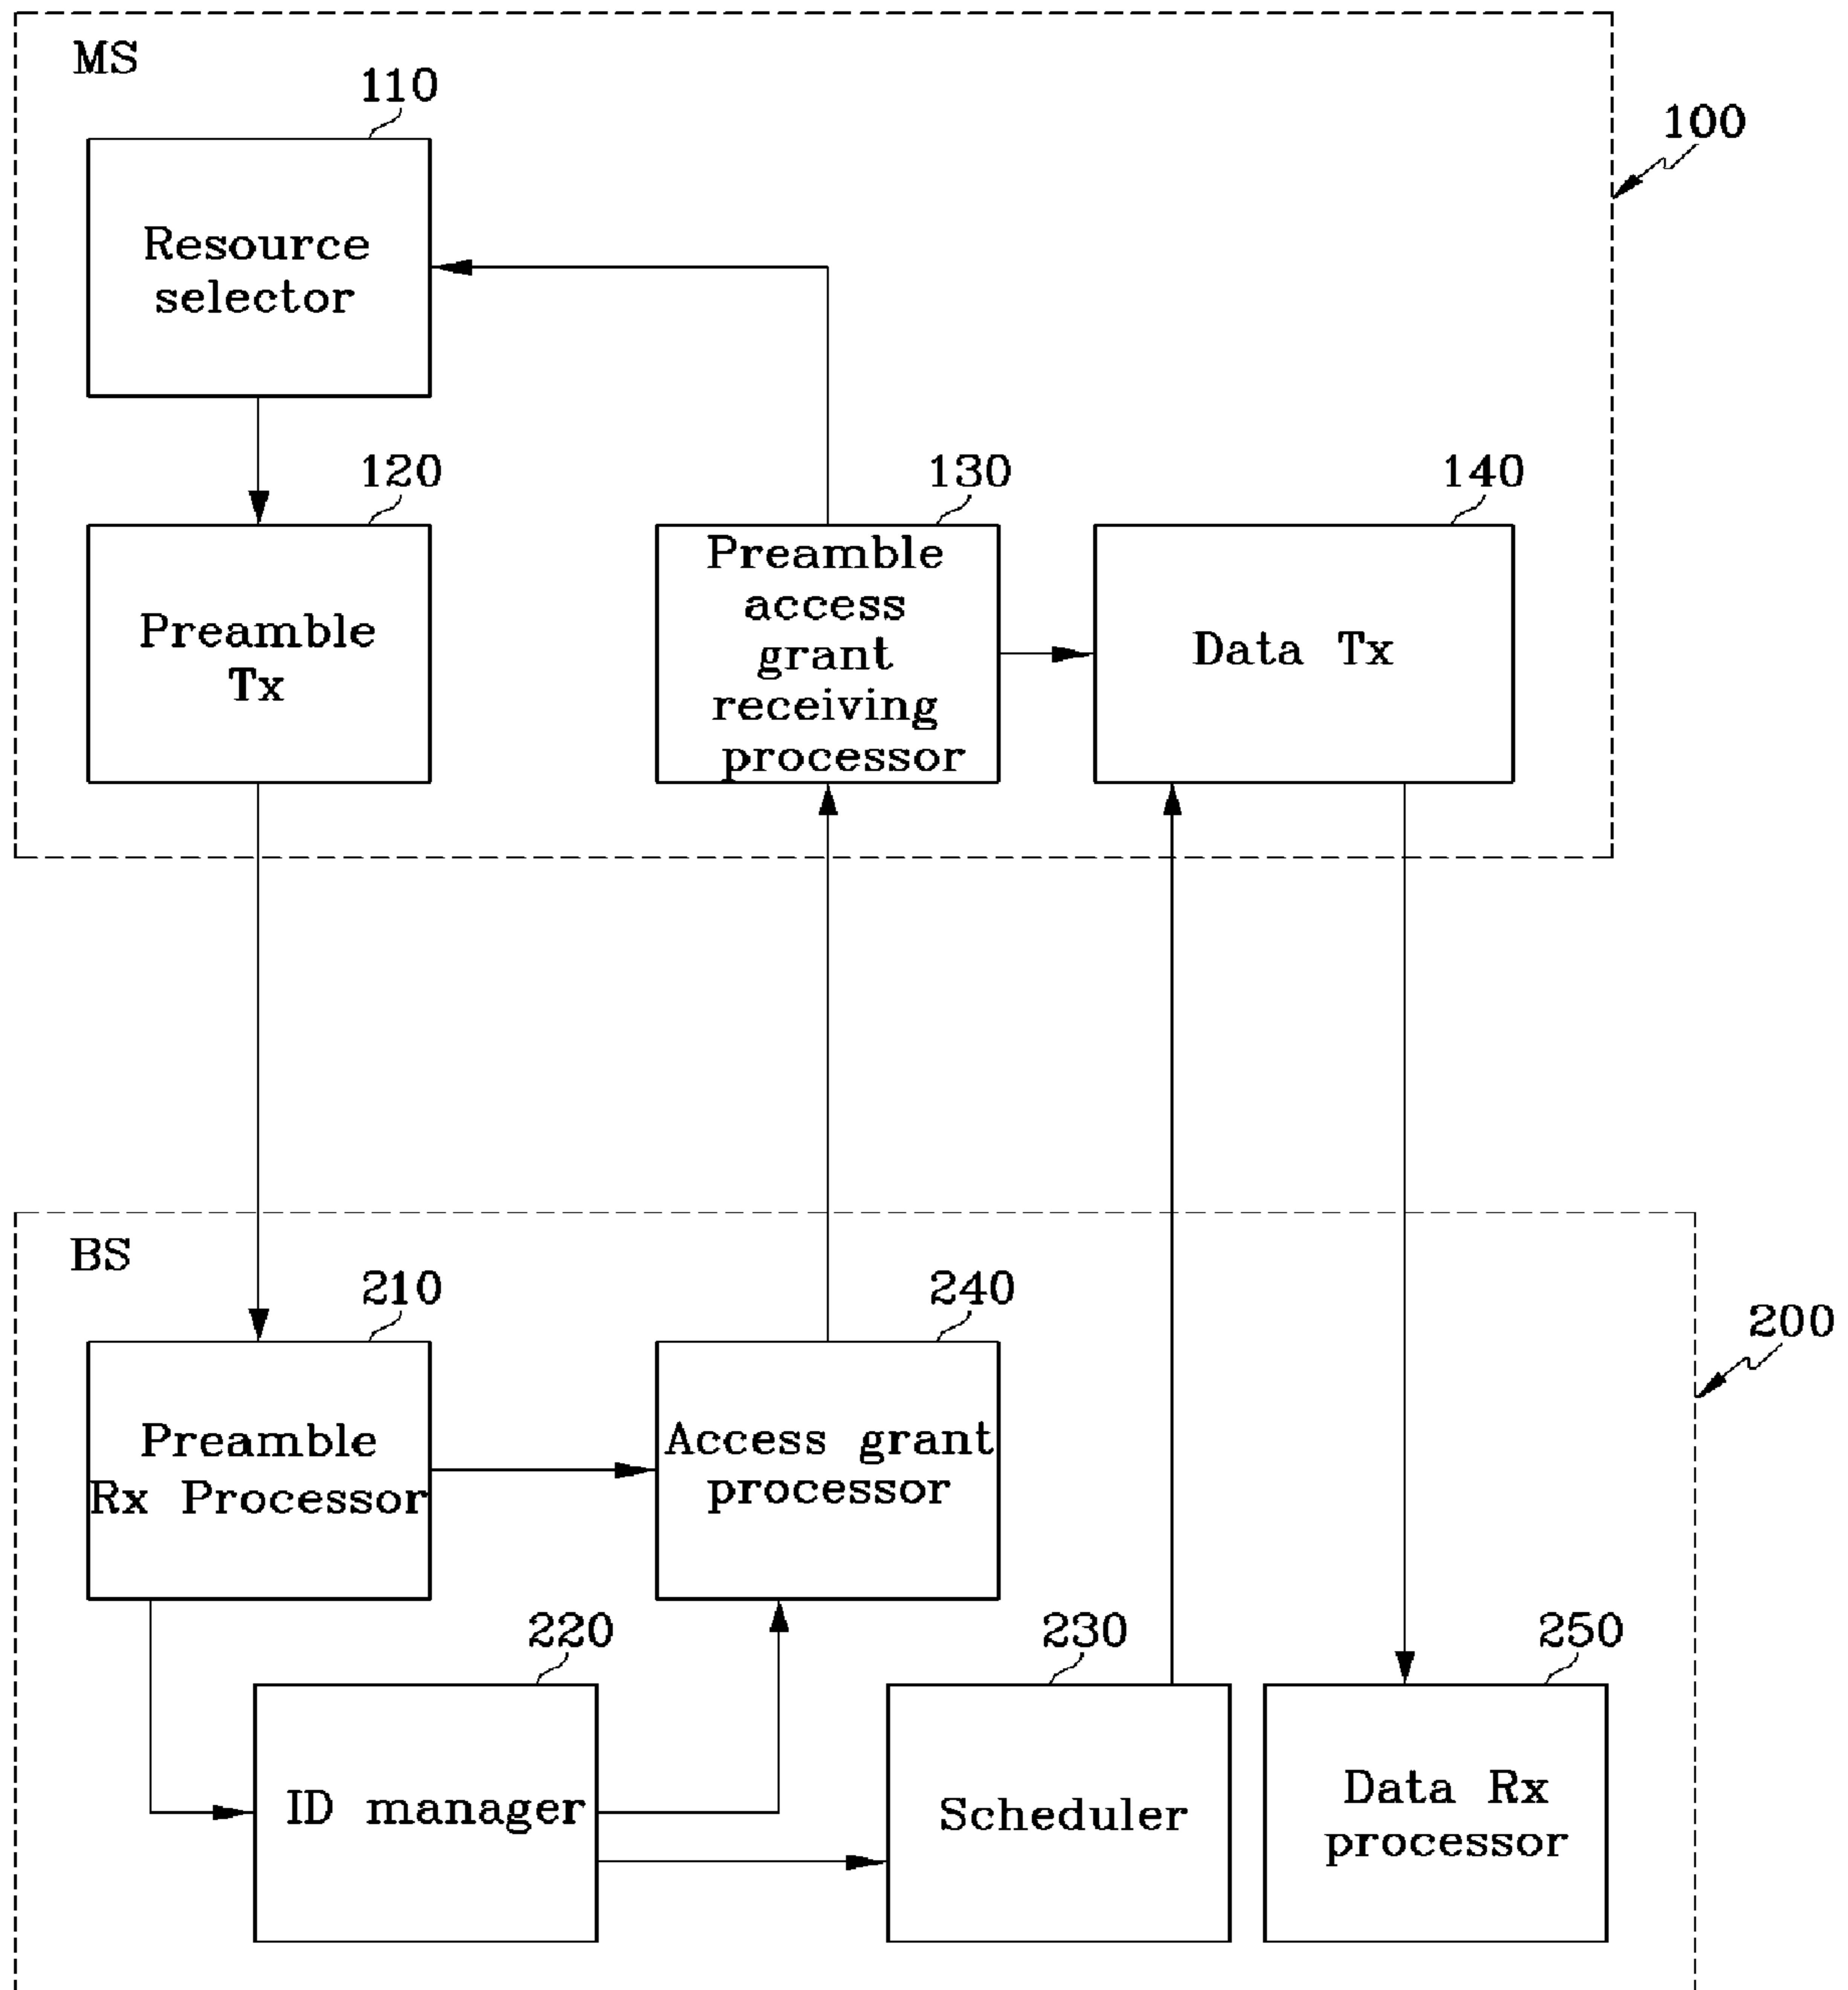 MS
110
100
Resource
selector
120
130
140
Preamble
Tx
Preamble
access
grant
receiving
processor
Data Tx
BS
210
240
200
Preamble
Rx Processor
Access grant
processor
220
230
250
ID manager
Scheduler
Data Rx
processor